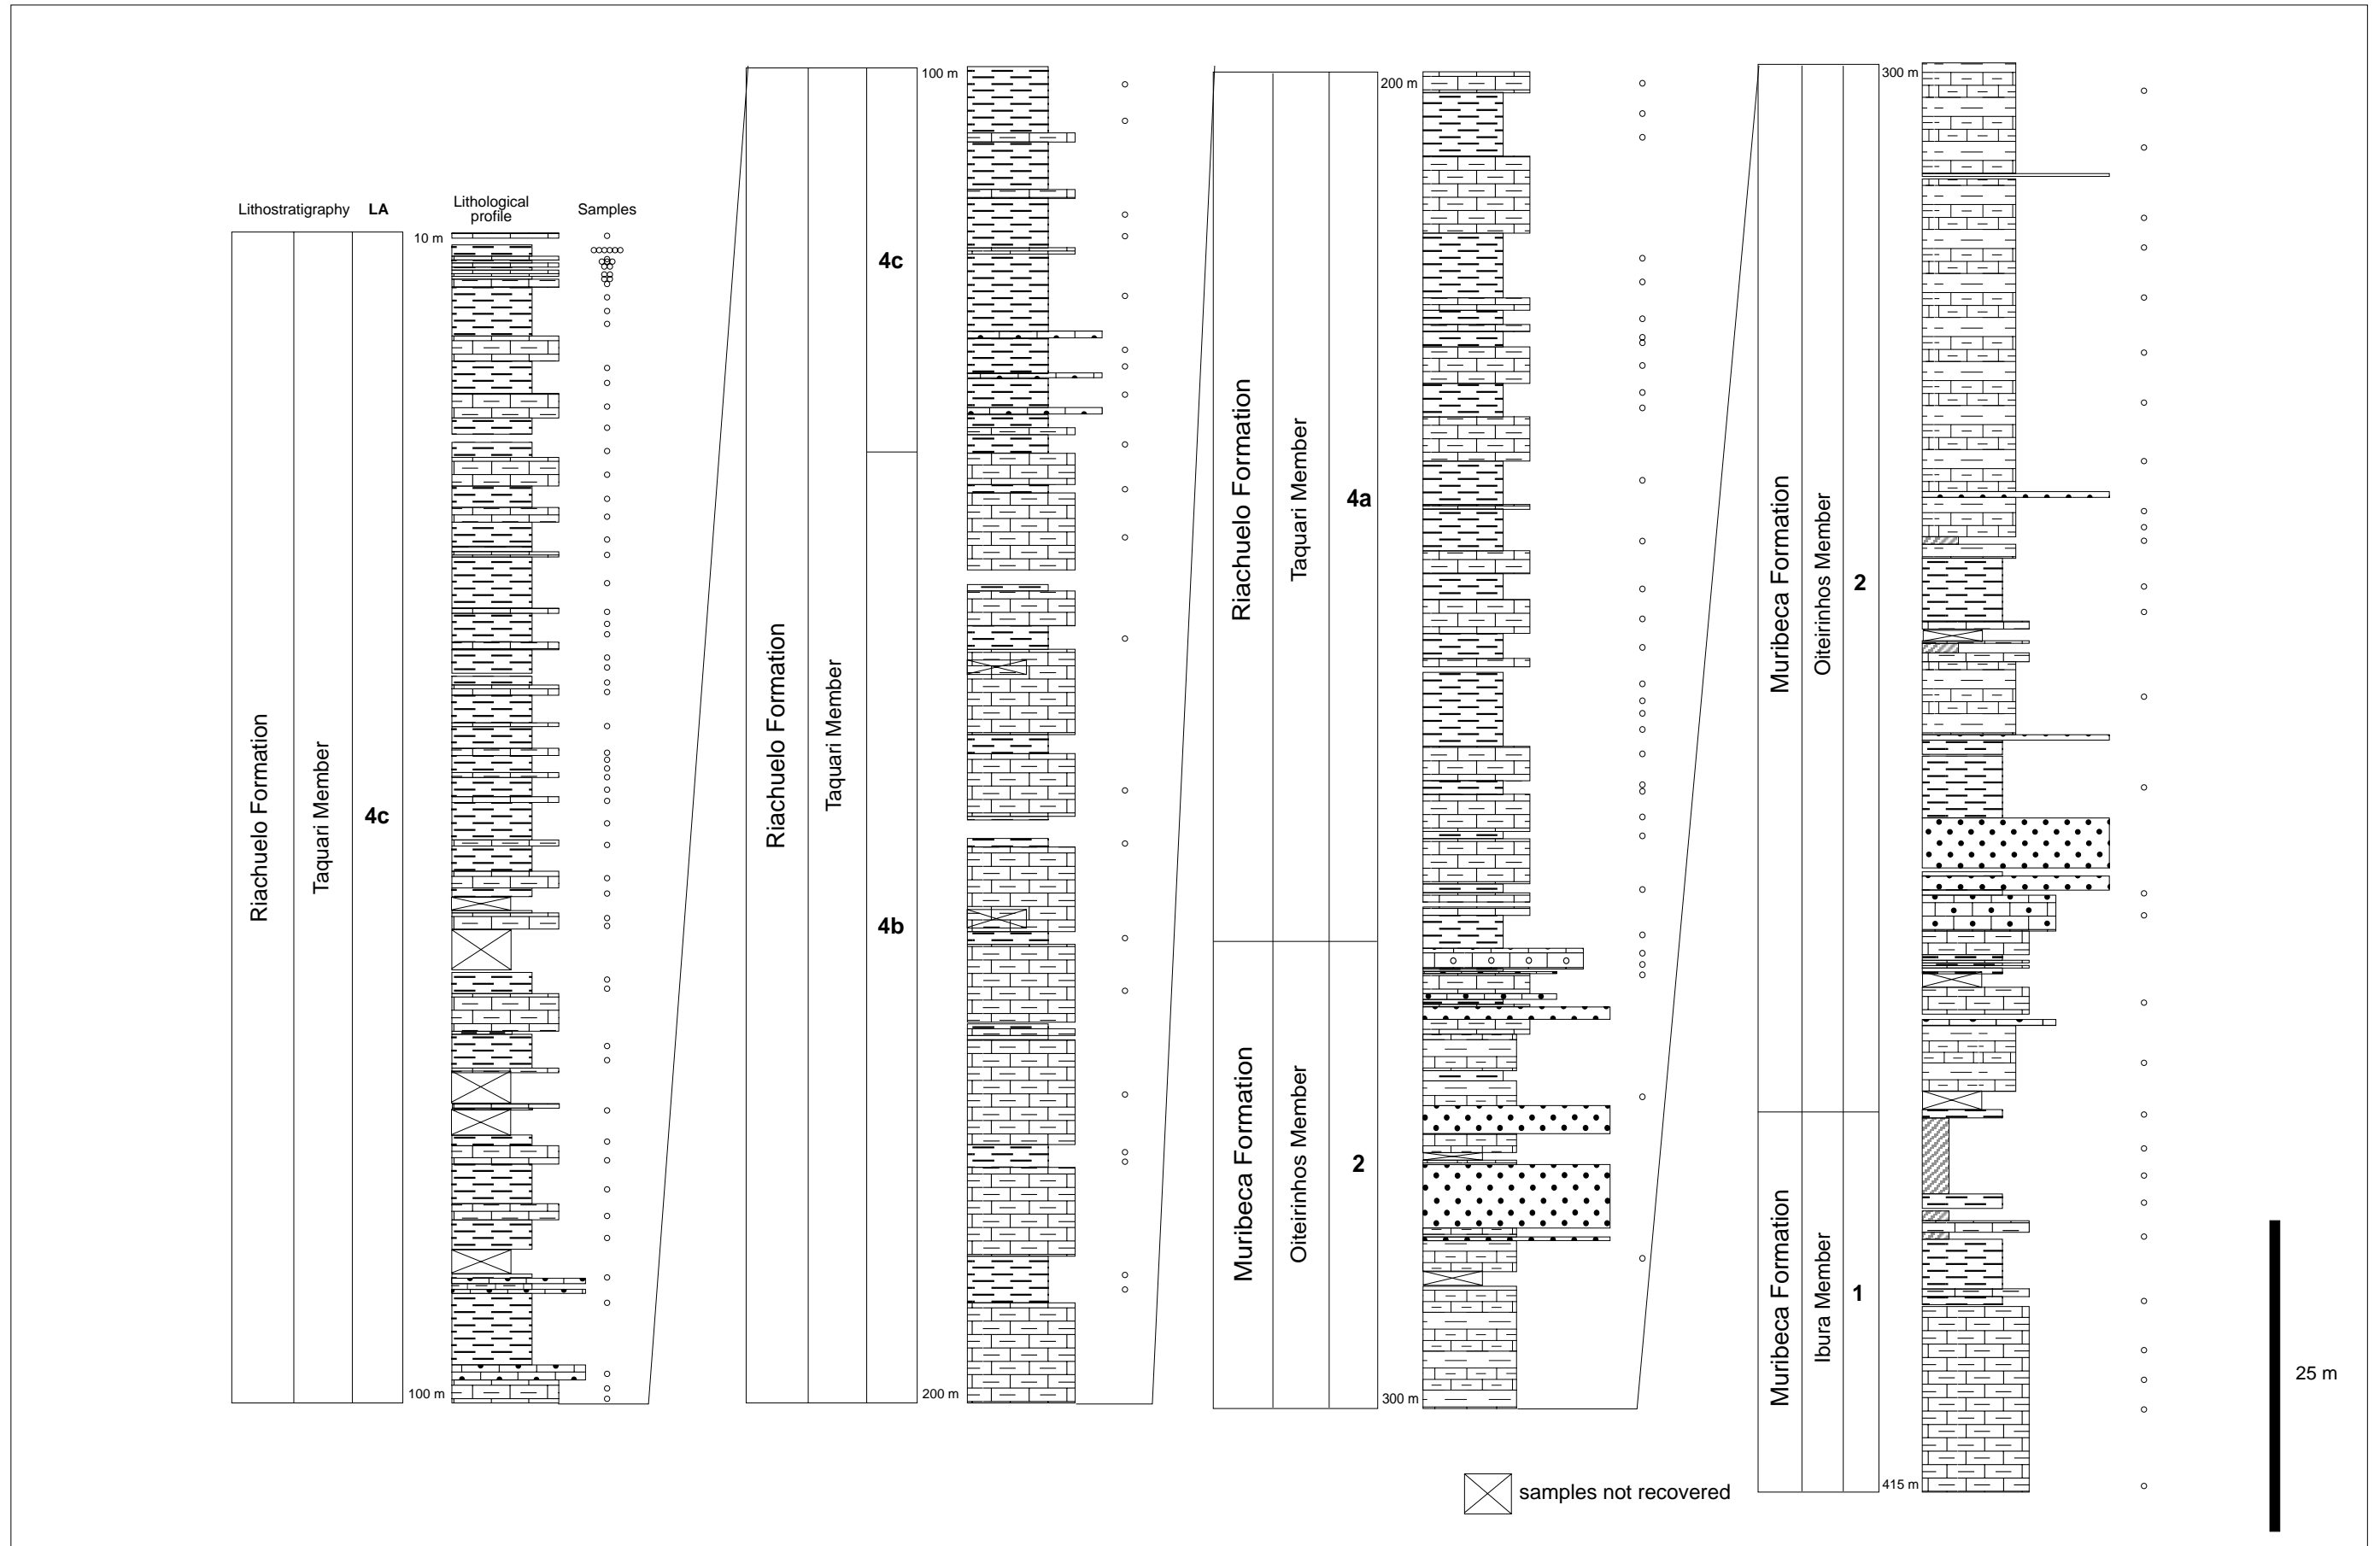 Lithostratigraphy LA Lithological profile Samples
10 m
Riachuelo Formation
Taquari Member
4c
100 m
100 m
Riachuelo Formation
Taquari Member
4c
4b
200 m
200 m
Riachuelo Formation
Taquari Member
4a
Muribeca Formation
Oiteirinhos Member
2
300 m
300 m
Muribeca Formation
Oiteirinhos Member
2
Muribeca Formation
Ibura Member
1
415 m
25 m
samples not recovered